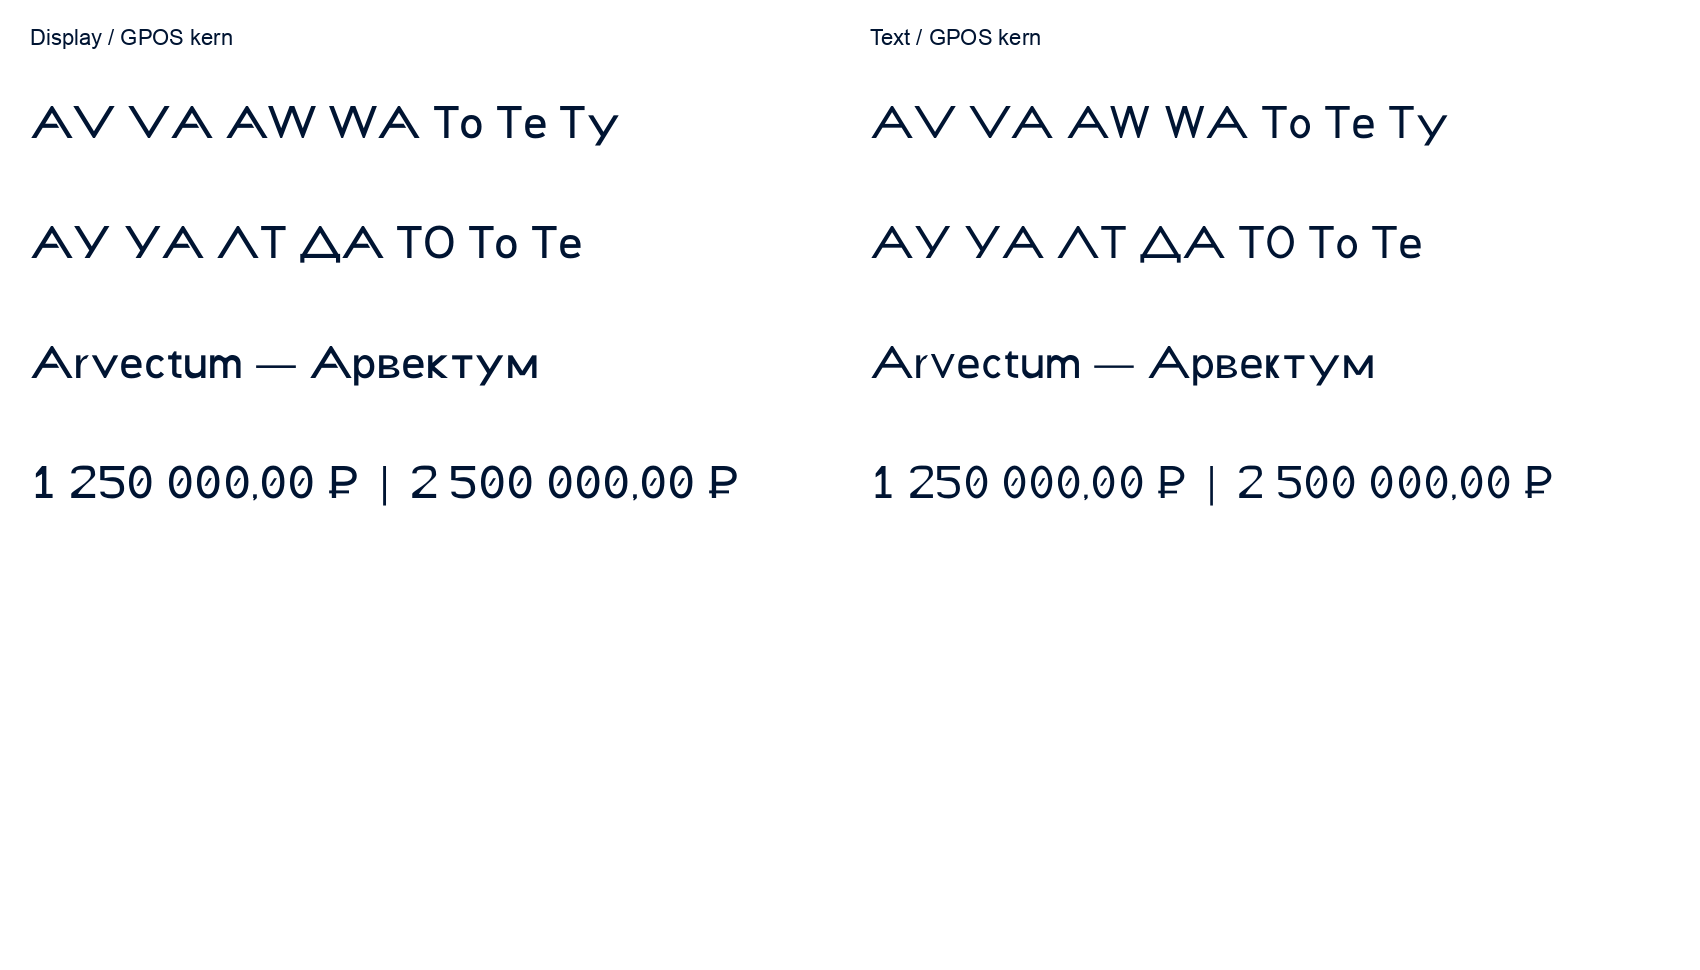 Display / GPOS kern
AV VA AW WA To Te Ty
АУ УА ЛТ ДА ТО То Те
Arvectum — Арвектум
1 250 000,00 ₽ | 2 500 000,00 ₽
Text / GPOS kern
AV VA AW WA To Te Ty
АУ УА ЛТ ДА ТО То Те
Arvectum — Арвектум
1 250 000,00 ₽ | 2 500 000,00 ₽